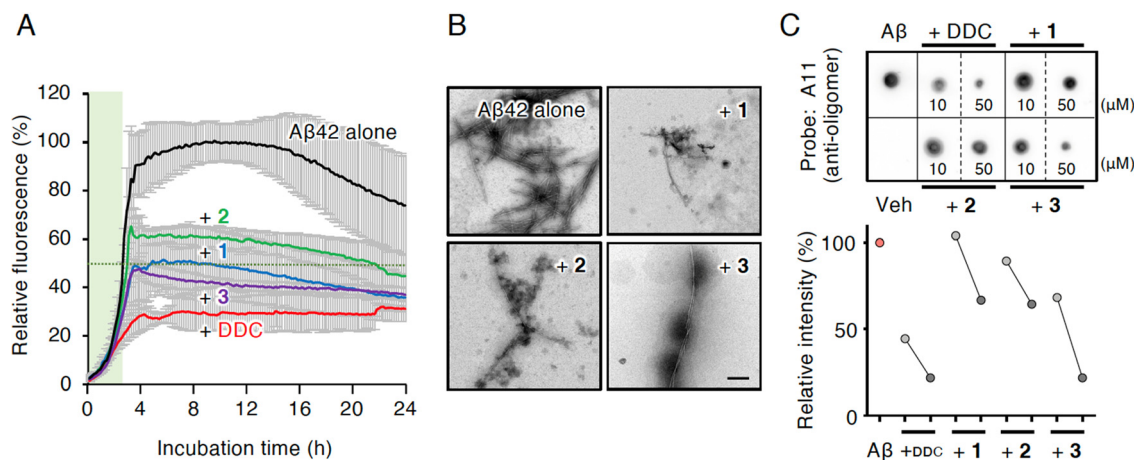 A
Relative fluorescence (%)
120
100
80
60
40
20
0
Aβ42 alone
+ 2
+ 1
+ 3
+ DDC
0 4 8 12 16 20 24
Incubation time (h)
B
Aβ42 alone
+ 1
+ 2
+ 3
C
Aβ + DDC + 1
Probe: A11
(anti-oligomer)
10 50 10 50 (μM)
10 50 10 50 (μM)
Veh + 2 + 3
Relative intensity (%)
100
50
0
Aβ +DDC + 1 + 2 + 3